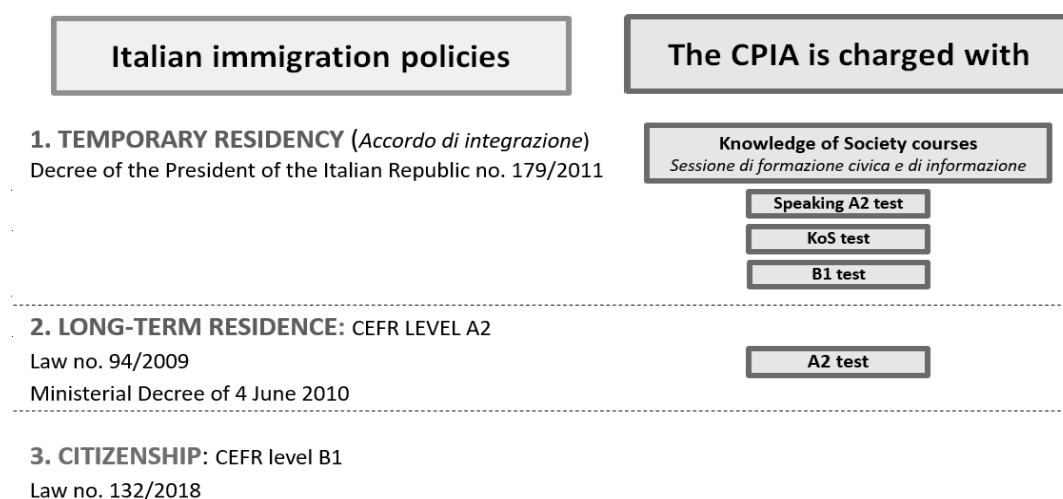 Italian immigration policies
The CPIA is charged with
1. TEMPORARY RESIDENCY (Accordo di integrazione)
Decree of the President of the Italian Republic no. 179/2011
Knowledge of Society courses
Sessione di formazione civica e di informazione
Speaking A2 test
KoS test
B1 test
2. LONG-TERM RESIDENCE: CEFR LEVEL A2
Law no. 94/2009
Ministerial Decree of 4 June 2010
A2 test
3. CITIZENSHIP: CEFR level B1
Law no. 132/2018